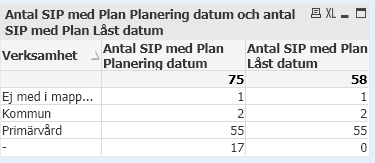 Antal SIP med Plan Planering datum och antal XL
SIP med Plan Låst datum
Verksamhet Antal SIP med Plan Planering datum Antal SIP med Plan Låst datum
75 58
Ej med i mapp... 1 1
Kommun 2 2
Primärvård 55 55
- 17 0